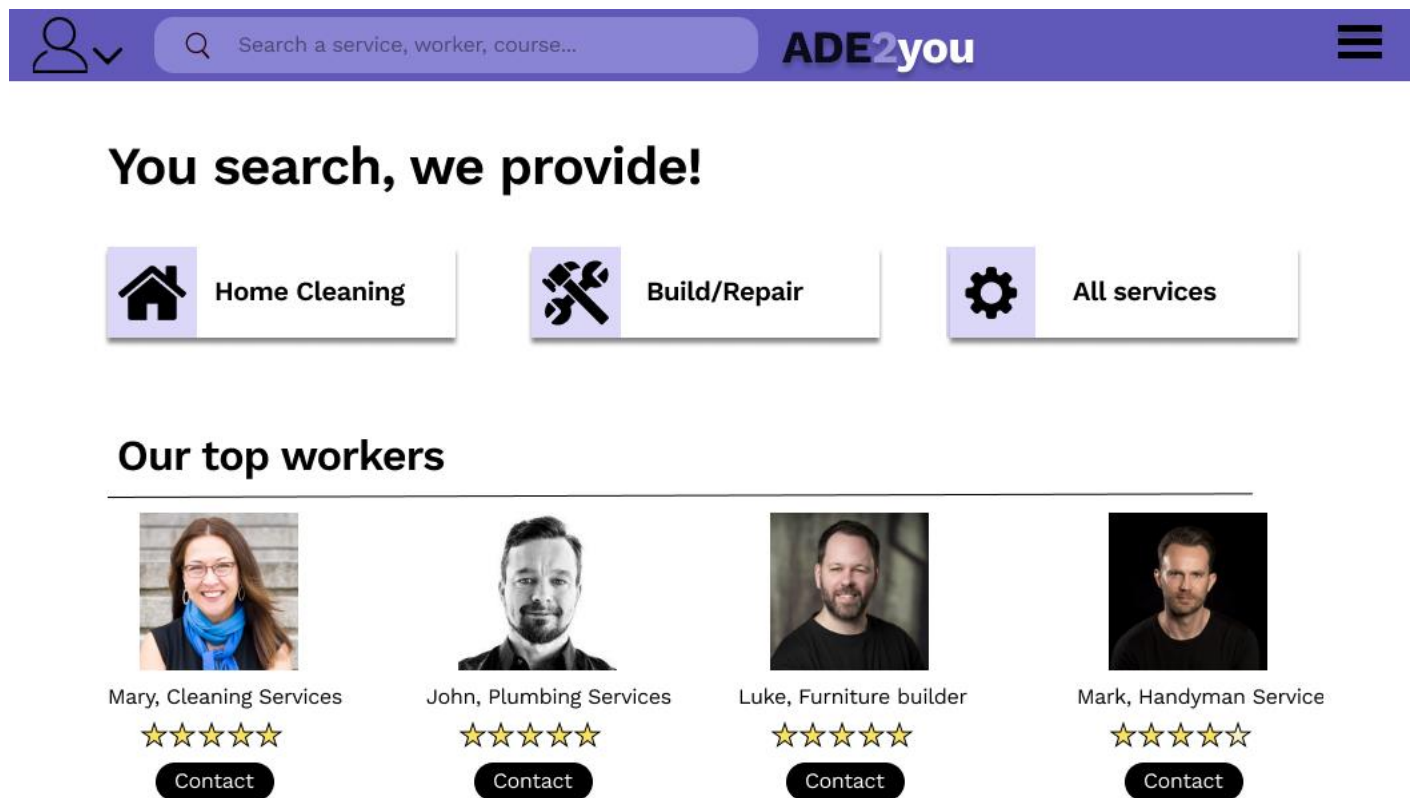 Search a service, worker, course...
ADE2you
You search, we provide!
Home Cleaning
Build/Repair
All services
Our top workers
Mary, Cleaning Services
John, Plumbing Services
Luke, Furniture builder
Mark, Handyman Service
Contact
Contact
Contact
Contact